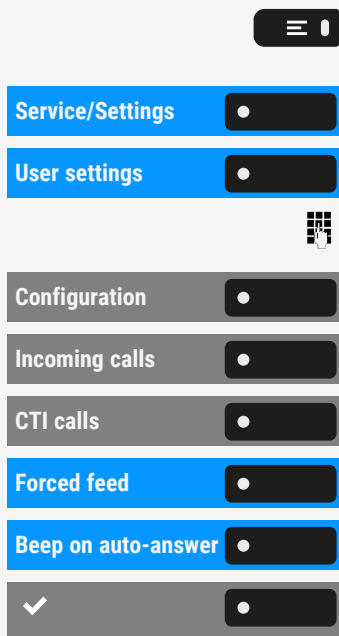 Service/Settings
User settings
Configuration
Incoming calls
CTI calls
Forced feed
Beep on auto-answer